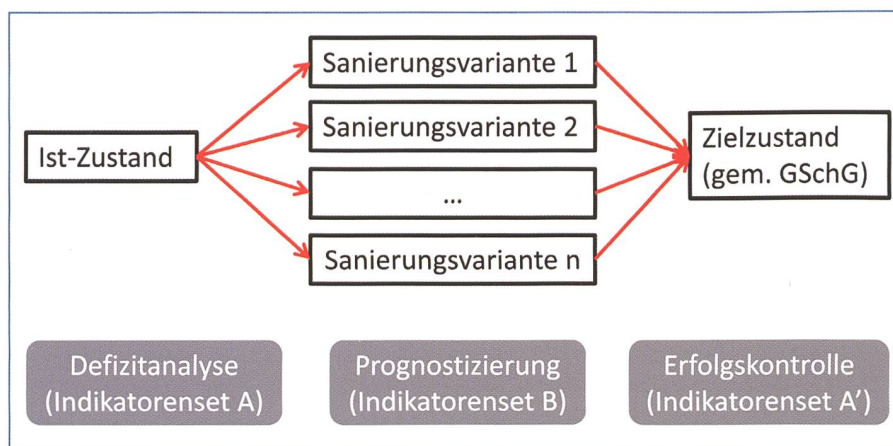 Sanierungsvariante 1
Sanierungsvariante 2
...
Sanierungsvariante n
Ist-Zustand
Zielzustand
(gem. GSchG)
Defizitanalyse
(Indikatorenset A)
Prognostizierung
(Indikatorenset B)
Erfolgskontrolle
(Indikatorenset A’)